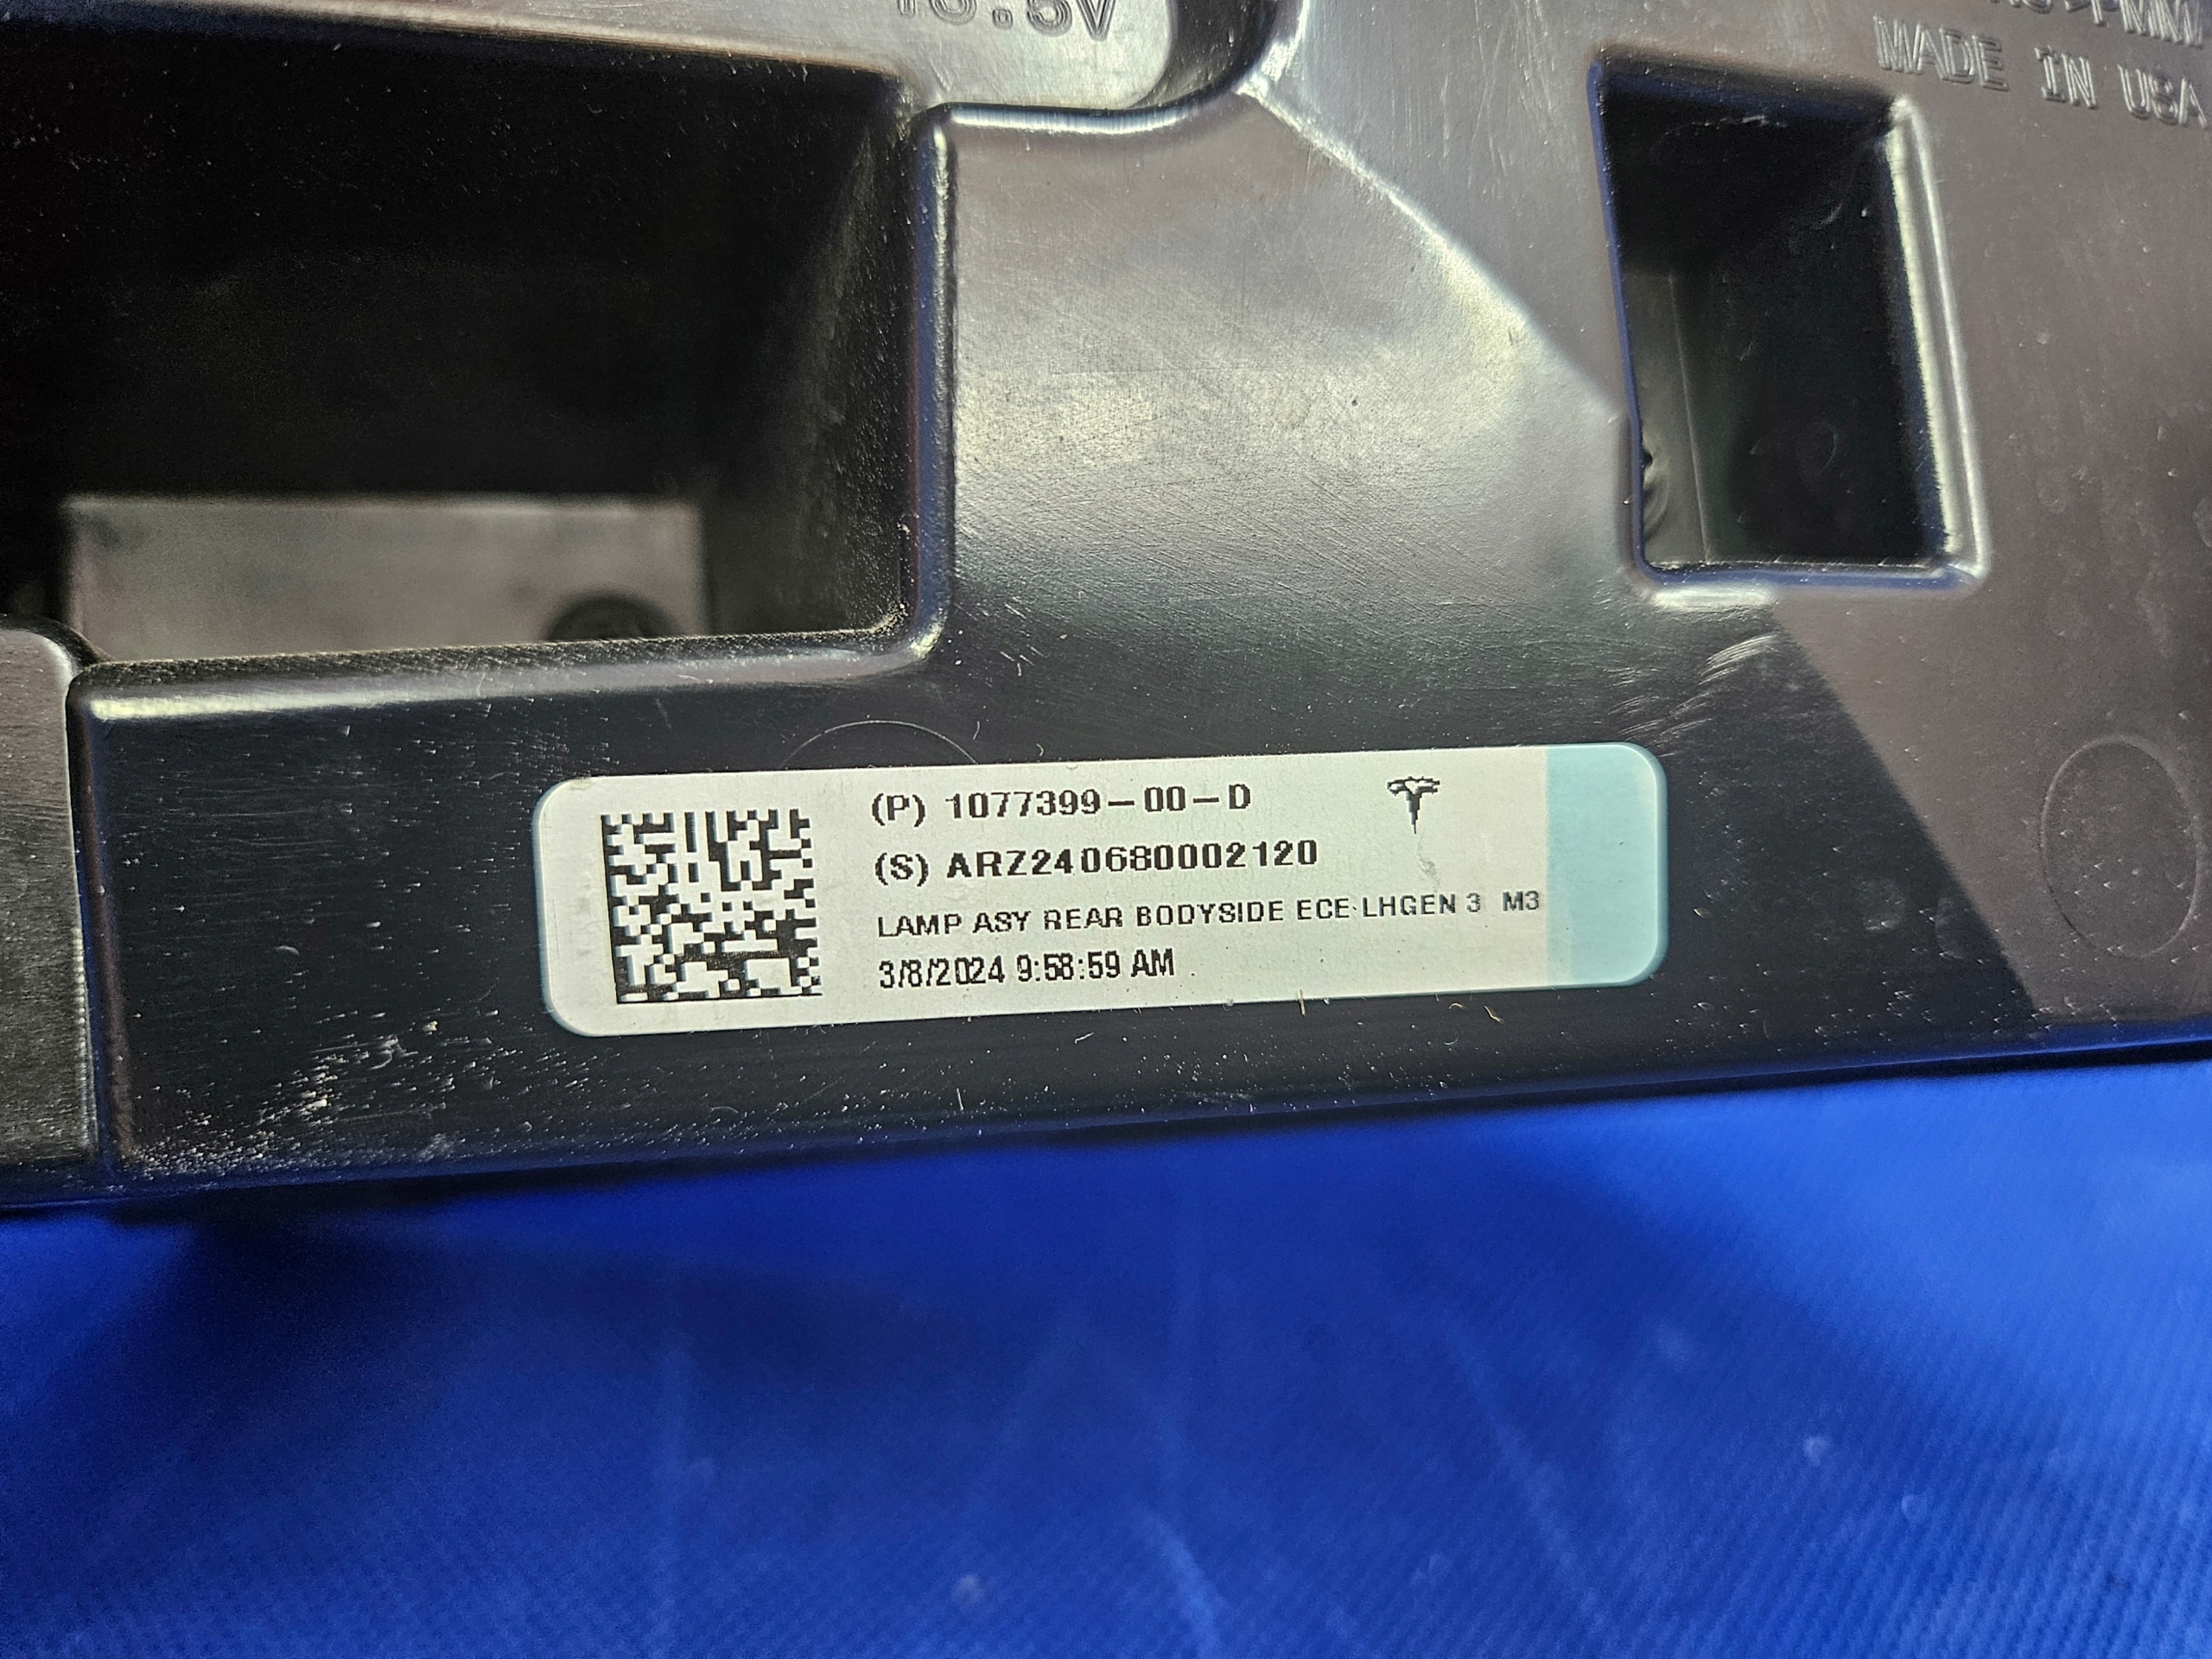 MADE IN USA
(P) 1077399-00-D
(S) ARZ240680002120
LAMP ASY REAR BODYSIDE ECE LHGEN 3 M3
3/8/2024 9:58:59 AM